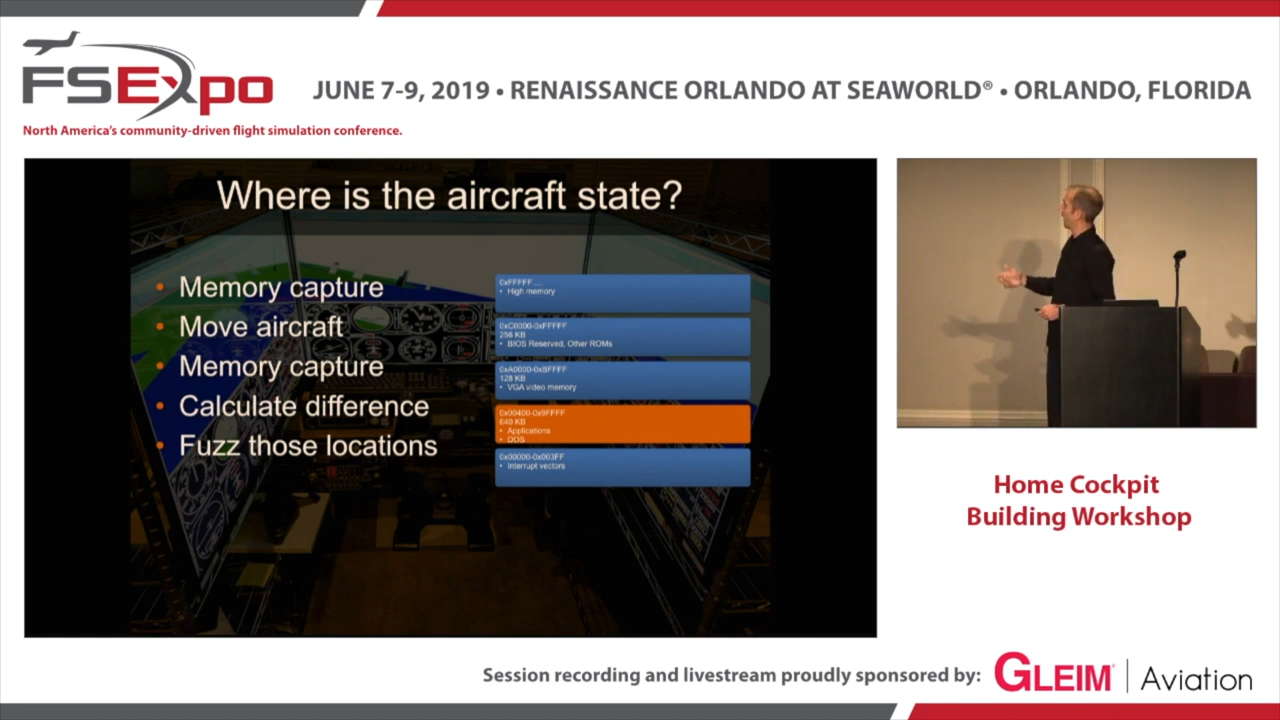 FSExpo
JUNE 7-9, 2019 • RENAISSANCE ORLANDO AT SEAWORLD® • ORLANDO, FLORIDA
North America's community-driven flight simulation conference.
Where is the aircraft state?
• Memory capture
• Move aircraft
• Memory capture
• Calculate difference
• Fuzz those locations
0xFFFFF ...
• High memory
0xC0000-0xFFFFF
256 KB
• BIOS Reserved, Other ROMs
0xA0000-0xBFFFF
128 KB
• VGA video memory
0x00400-0x9FFFF
640 KB
• Applications
• DOS
0x00000-0x003FF
• Interrupt vectors
Home Cockpit
Building Workshop
Session recording and livestream proudly sponsored by:
GLEIM | Aviation